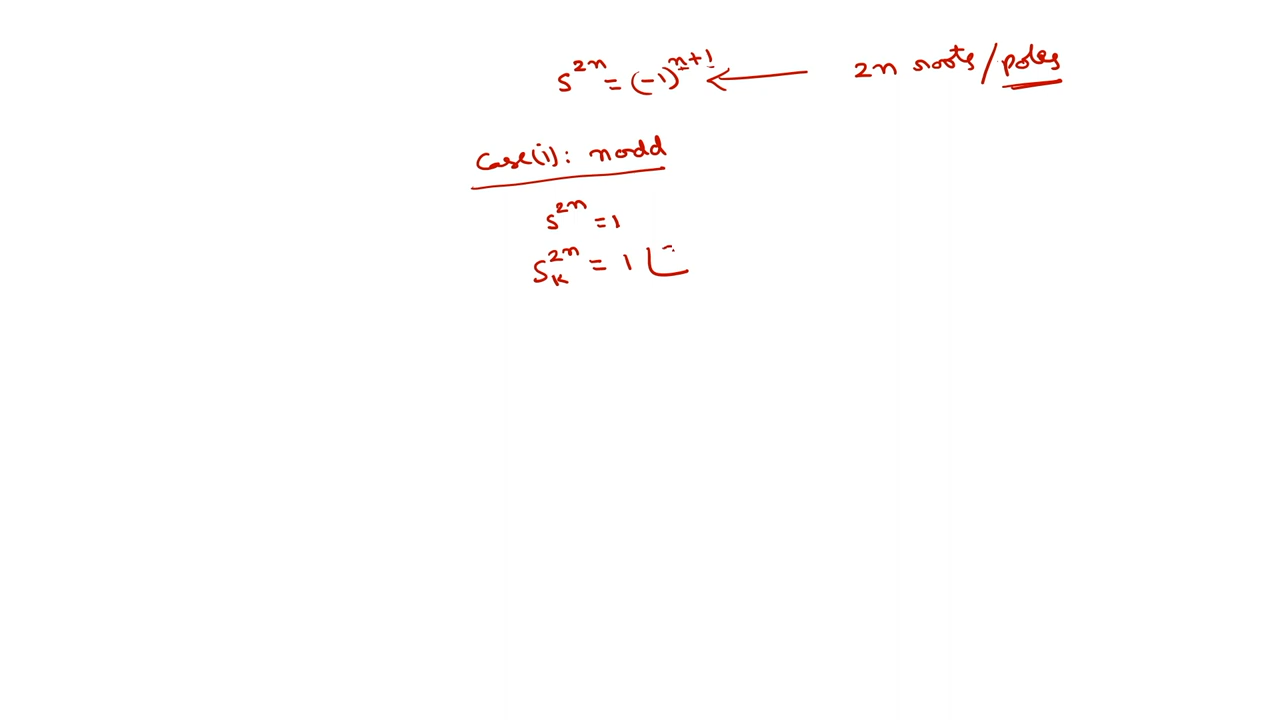 s^{2n} = (-1)^{n+1} ← 2n roots/poles
Case(i): n odd
s^{2n} = 1
S_K^{2n} = 1 ∠